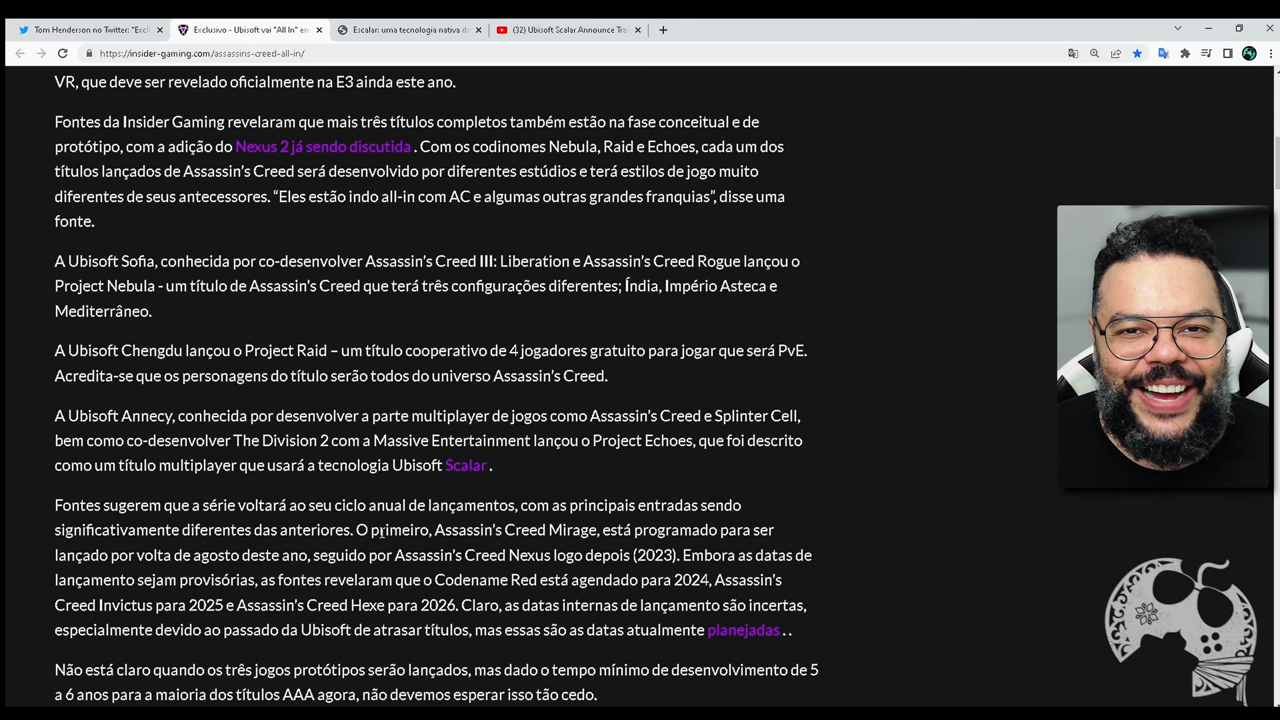 Tom Henderson no Twitter: "Exc
Exclusivo - Ubisoft vai "All In" em
Escalar: uma tecnologia nativa d
(32) Ubisoft Scalar Announce Tra
https://insider-gaming.com/assassins-creed-all-in/
VR, que deve ser revelado oficialmente na E3 ainda este ano.
Fontes da Insider Gaming revelaram que mais três títulos completos também estão na fase conceitual e de
protótipo, com a adição do Nexus 2 já sendo discutida . Com os codinomes Nebula, Raid e Echoes, cada um dos
títulos lançados de Assassin's Creed será desenvolvido por diferentes estúdios e terá estilos de jogo muito
diferentes de seus antecessores. “Eles estão indo all-in com AC e algumas outras grandes franquias”, disse uma
fonte.
A Ubisoft Sofia, conhecida por co-desenvolver Assassin's Creed III: Liberation e Assassin's Creed Rogue lançou o
Project Nebula - um título de Assassin's Creed que terá três configurações diferentes; Índia, Império Asteca e
Mediterrâneo.
A Ubisoft Chengdu lançou o Project Raid – um título cooperativo de 4 jogadores gratuito para jogar que será PvE.
Acredita-se que os personagens do título serão todos do universo Assassin's Creed.
A Ubisoft Annecy, conhecida por desenvolver a parte multiplayer de jogos como Assassin's Creed e Splinter Cell,
bem como co-desenvolver The Division 2 com a Massive Entertainment lançou o Project Echoes, que foi descrito
como um título multiplayer que usará a tecnologia Ubisoft Scalar .
Fontes sugerem que a série voltará ao seu ciclo anual de lançamentos, com as principais entradas sendo
significativamente diferentes das anteriores. O primeiro, Assassin’s Creed Mirage, está programado para ser
lançado por volta de agosto deste ano, seguido por Assassin’s Creed Nexus logo depois (2023). Embora as datas de
lançamento sejam provisórias, as fontes revelaram que o Codename Red está agendado para 2024, Assassin’s
Creed Invictus para 2025 e Assassin’s Creed Hexe para 2026. Claro, as datas internas de lançamento são incertas,
especialmente devido ao passado da Ubisoft de atrasar títulos, mas essas são as datas atualmente planejadas . .
Não está claro quando os três jogos protótipos serão lançados, mas dado o tempo mínimo de desenvolvimento de 5
a 6 anos para a maioria dos títulos AAA agora, não devemos esperar isso tão cedo.